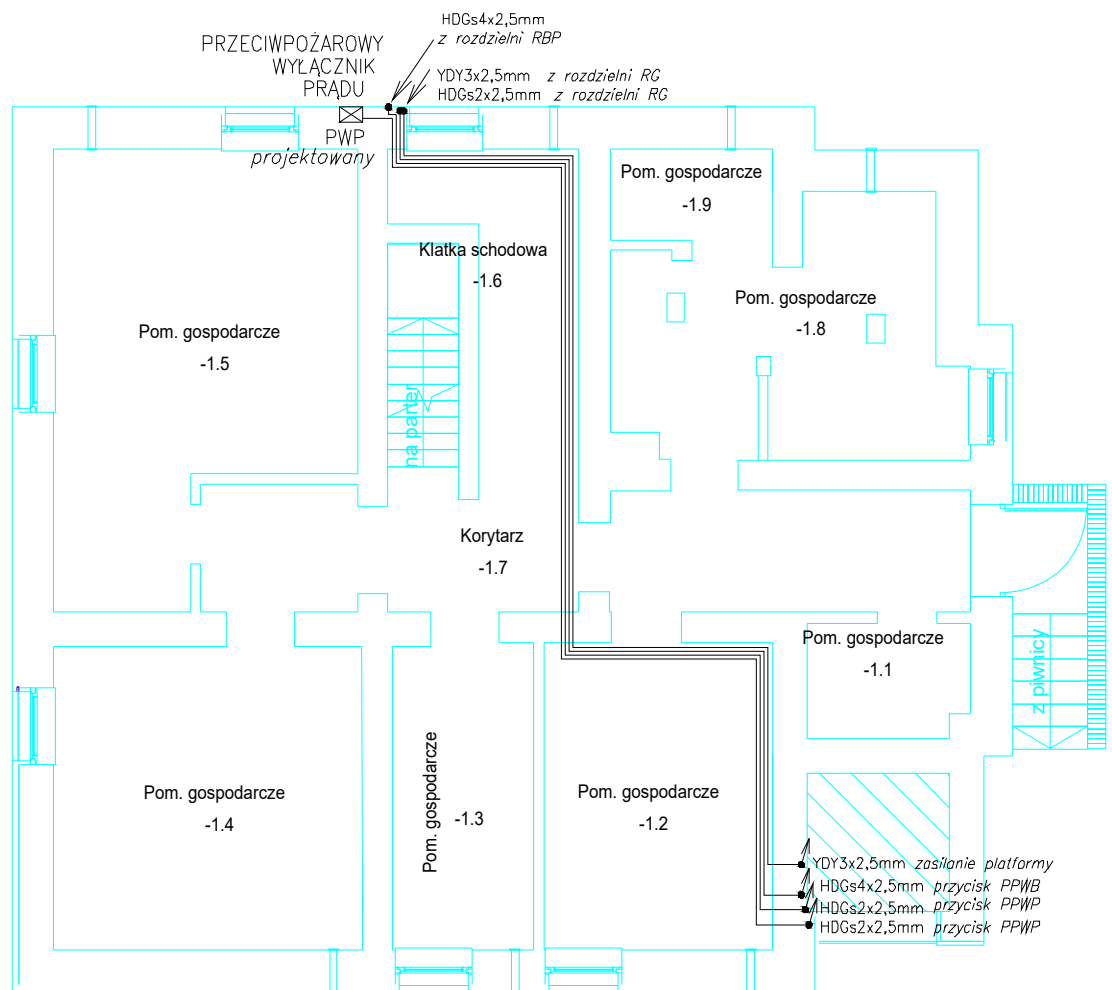 HDGs4x2,5mm
z rozdzielni RBP
PRZECIWPOŻAROWY
WYŁĄCZNIK
PRĄDU
YDY3x2,5mm z rozdzielni RG
HDGs2x2,5mm z rozdzielni RG
PWP
projektowany
Pom. gospodarcze
-1.9
Klatka schodowa
-1.6
Pom. gospodarcze
-1.8
Pom. gospodarcze
-1.5
na parter
Korytarz
-1.7
Pom. gospodarcze
-1.1
z piwnicy
Pom. gospodarcze
-1.4
Pom. gospodarcze
-1.3
Pom. gospodarcze
-1.2
YDY3x2,5mm zasilanie platformy
HDGs4x2,5mm przycisk PPWB
HDGs2x2,5mm przycisk PPWP
HDGs2x2,5mm przycisk PPWP